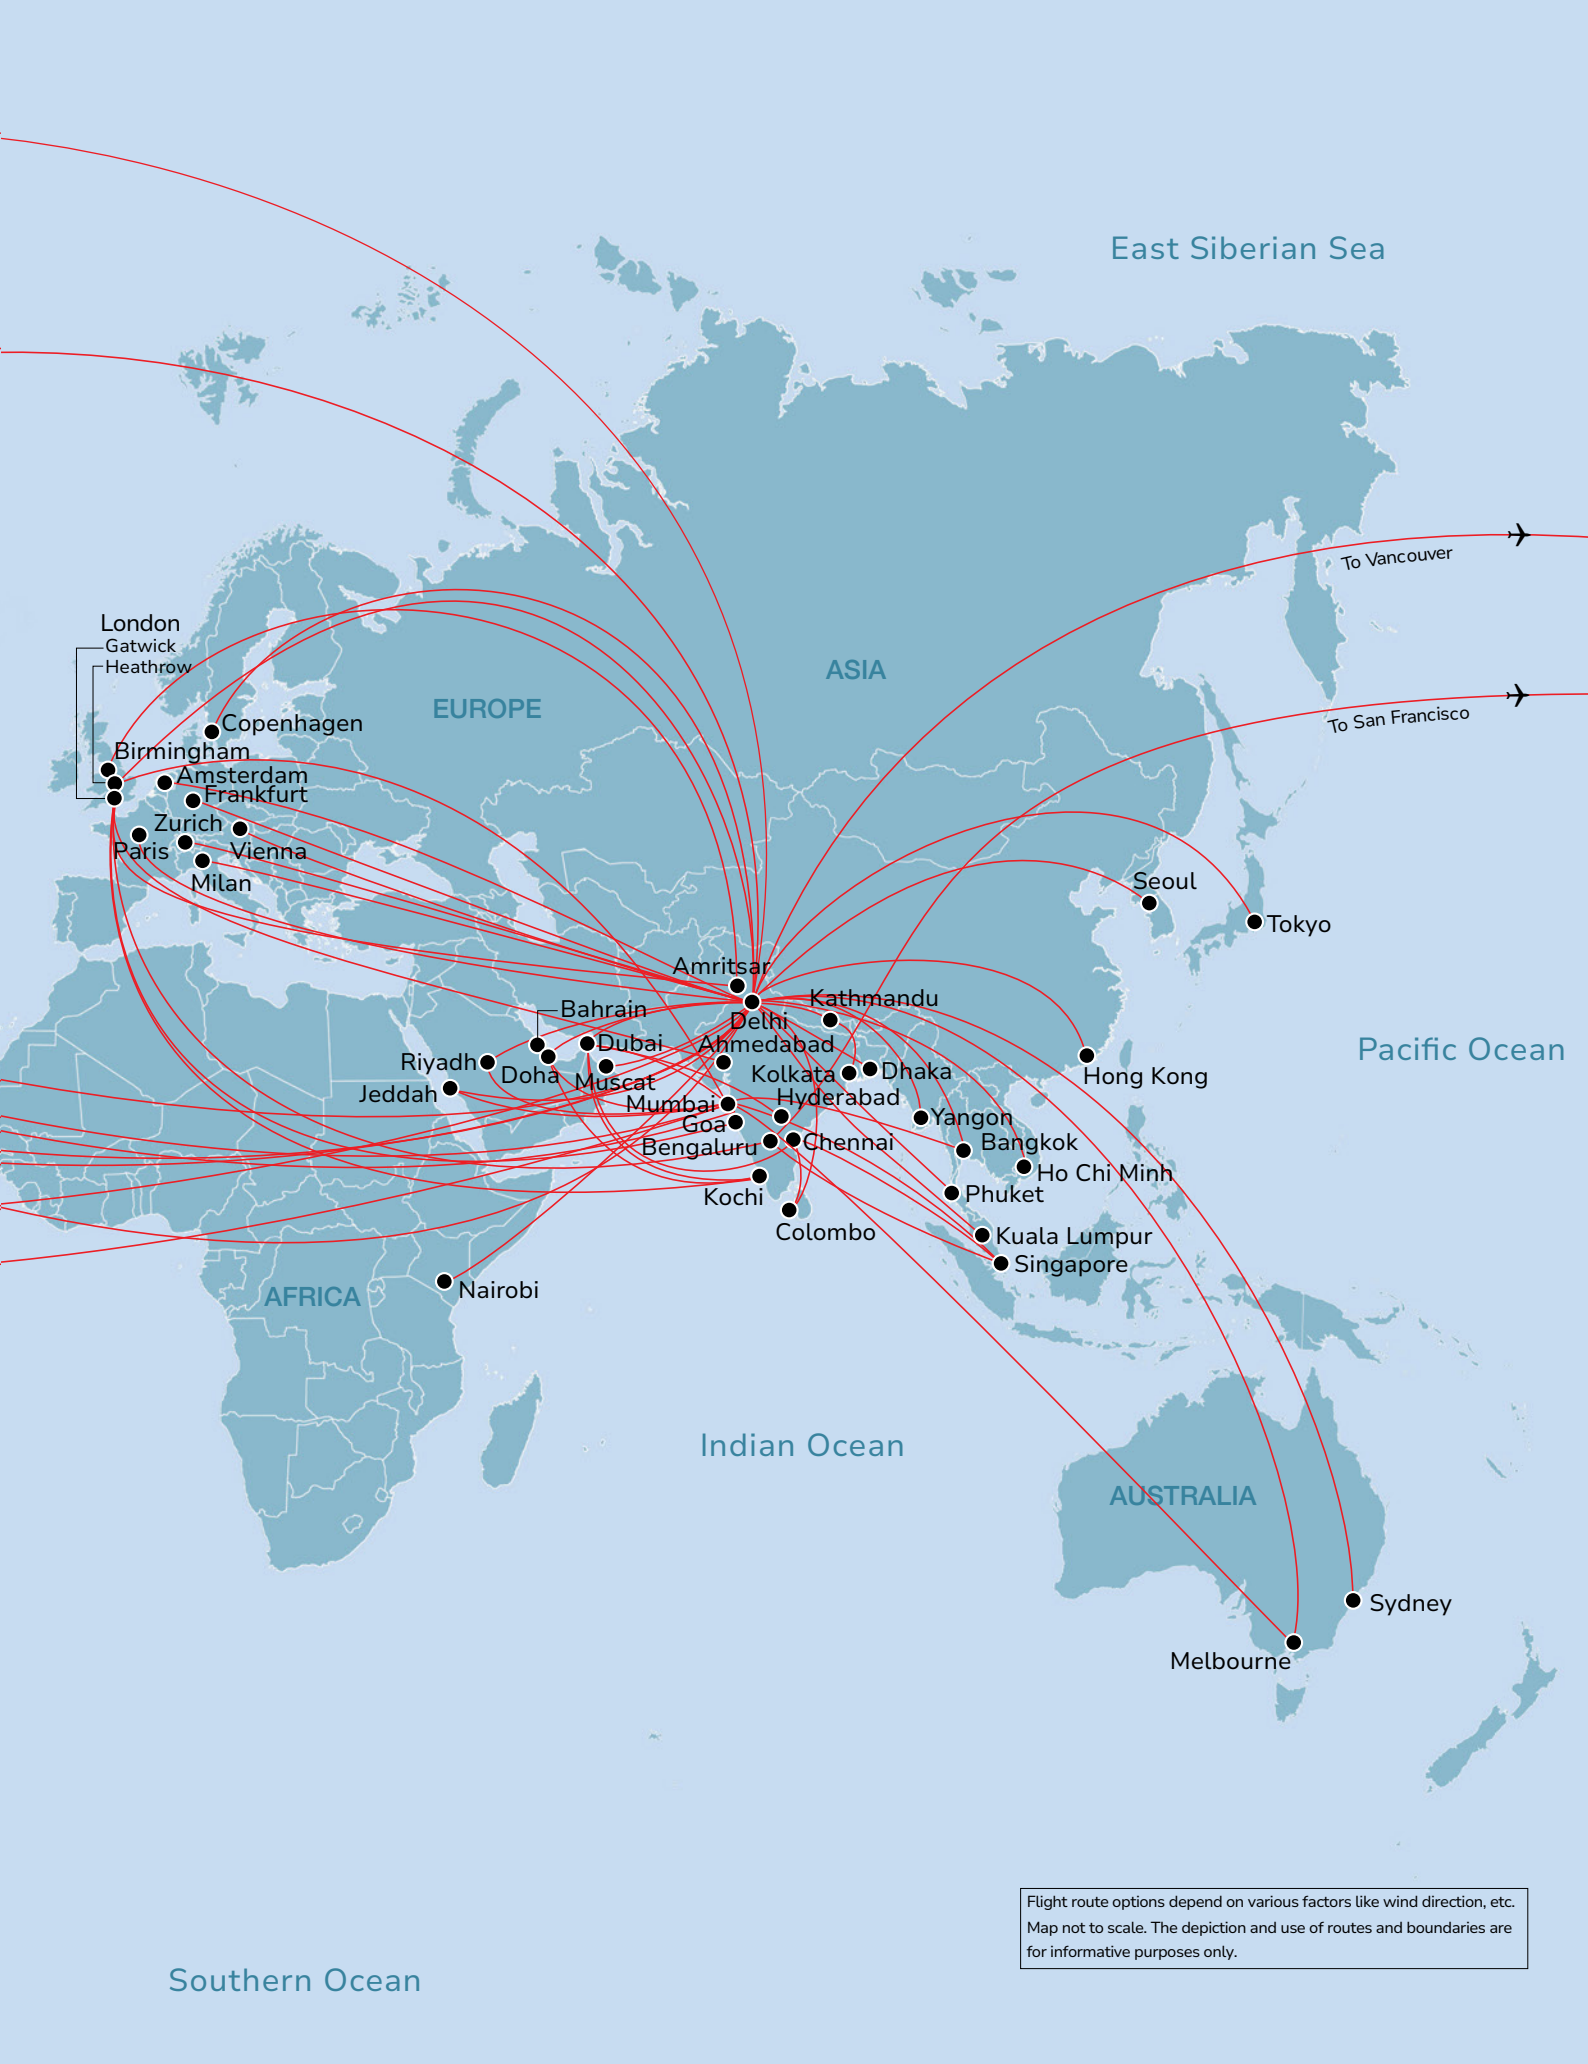 East Siberian Sea
To Vancouver
London
Gatwick
Heathrow
ASIA
EUROPE
To San Francisco
Copenhagen
Birmingham
Amsterdam
Frankfurt
Zurich
Paris
Vienna
Milan
Seoul
Tokyo
Amritsar
Kathmandu
Bahrain
Delhi
Dubai
Ahmedabad
Pacific Ocean
Riyadh
Doha
Muscat
Kolkata
Dhaka
Hong Kong
Jeddah
Mumbai
Hyderabad
Goa
Yangon
Bengaluru
Chennai
Bangkok
Ho Chi Minh
Kochi
Phuket
Colombo
Kuala Lumpur
Singapore
Nairobi
AFRICA
Indian Ocean
AUSTRALIA
Sydney
Melbourne
Flight route options depend on various factors like wind direction, etc.
Map not to scale. The depiction and use of routes and boundaries are
for informative purposes only.
Southern Ocean